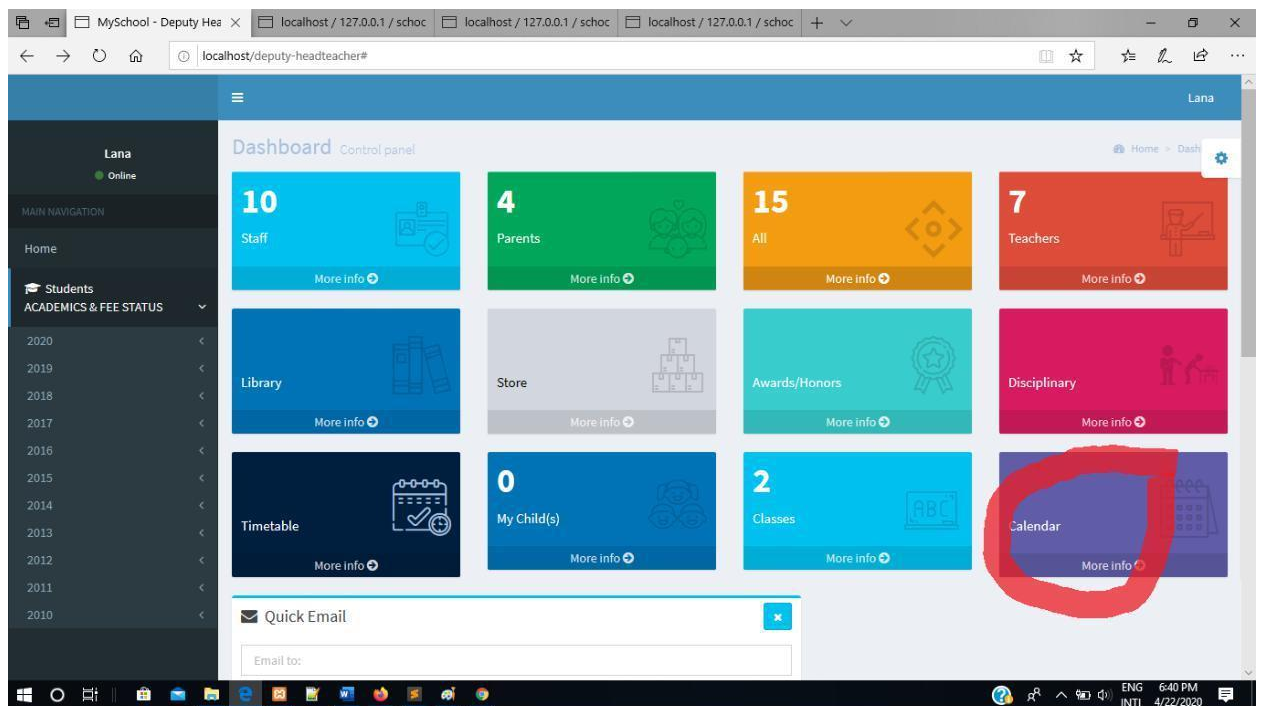 MySchool - Deputy Hea
localhost / 127.0.0.1 / schoc
localhost / 127.0.0.1 / schoc
localhost / 127.0.0.1 / schoc
localhost/deputy-headteacher#
Lana
Lana
Online
MAIN NAVIGATION
Home
Students
ACADEMICS & FEE STATUS
2020
2019
2018
2017
2016
2015
2014
2013
2012
2011
2010
Dashboard Control panel
Home > Dash
10
Staff
More info
4
Parents
More info
15
All
More info
7
Teachers
More info
Library
More info
Store
More info
Awards/Honors
More info
Disciplinary
More info
Timetable
More info
0
My Child(s)
More info
2
ABC
Classes
More info
Calendar
More info
Quick Email
Email to:
ENG
INTL
6:40 PM
4/22/2020